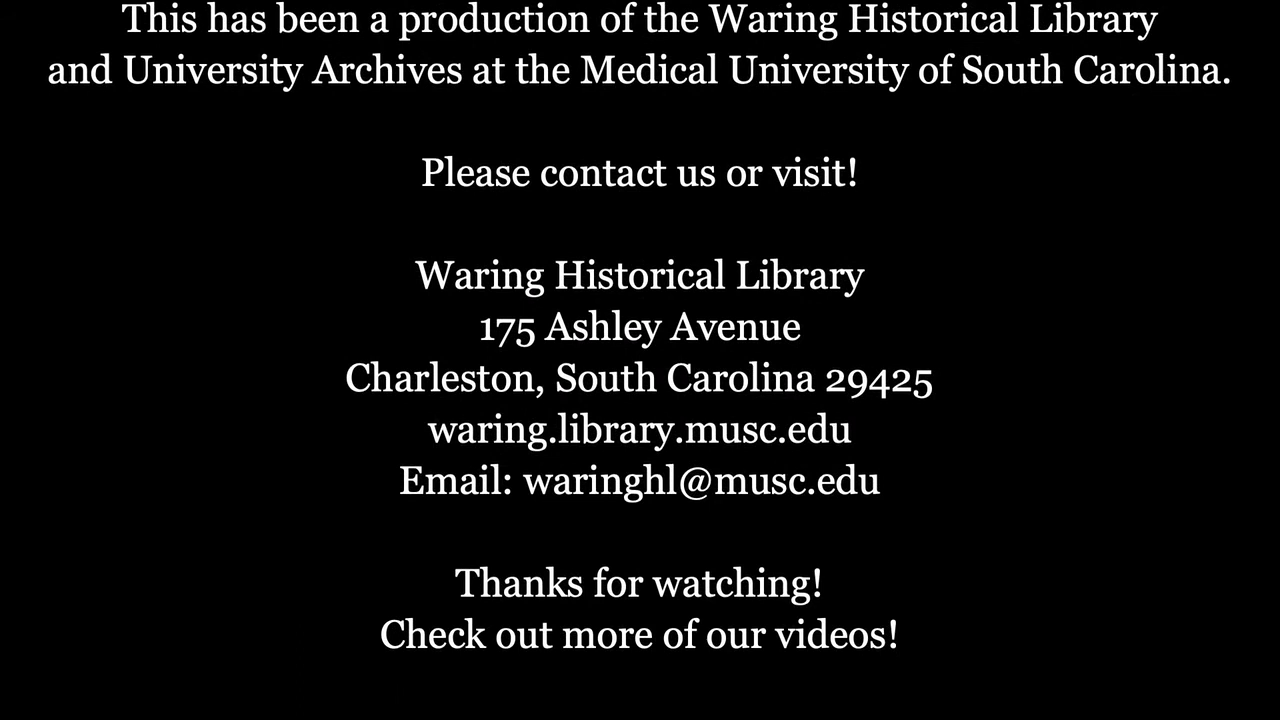 This has been a production of the Waring Historical Library
and University Archives at the Medical University of South Carolina.
Please contact us or visit!
Waring Historical Library
175 Ashley Avenue
Charleston, South Carolina 29425
waring.library.musc.edu
Email: waringhl@musc.edu
Thanks for watching!
Check out more of our videos!